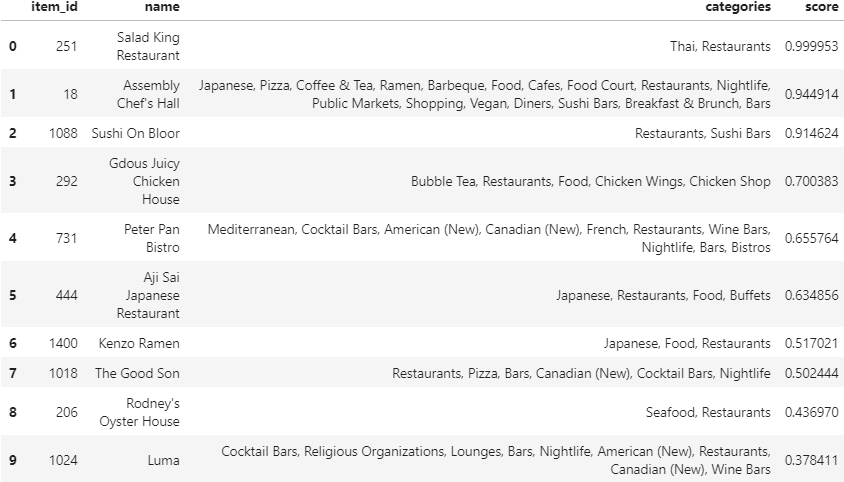 item_id name categories score
0 251 Salad King Restaurant Thai, Restaurants 0.999953
1 18 Assembly Chef's Hall Japanese, Pizza, Coffee & Tea, Ramen, Barbeque, Food, Cafes, Food Court, Restaurants, Nightlife, Public Markets, Shopping, Vegan, Diners, Sushi Bars, Breakfast & Brunch, Bars 0.944914
2 1088 Sushi On Bloor Restaurants, Sushi Bars 0.914624
3 292 Gdous Juicy Chicken House Bubble Tea, Restaurants, Food, Chicken Wings, Chicken Shop 0.700383
4 731 Peter Pan Bistro Mediterranean, Cocktail Bars, American (New), Canadian (New), French, Restaurants, Wine Bars, Nightlife, Bars, Bistros 0.655764
5 444 Aji Sai Japanese Restaurant Japanese, Restaurants, Food, Buffets 0.634856
6 1400 Kenzo Ramen Japanese, Food, Restaurants 0.517021
7 1018 The Good Son Restaurants, Pizza, Bars, Canadian (New), Cocktail Bars, Nightlife 0.502444
8 206 Rodney's Oyster House Seafood, Restaurants 0.436970
9 1024 Luma Cocktail Bars, Religious Organizations, Lounges, Bars, Nightlife, American (New), Restaurants, Canadian (New), Wine Bars 0.378411